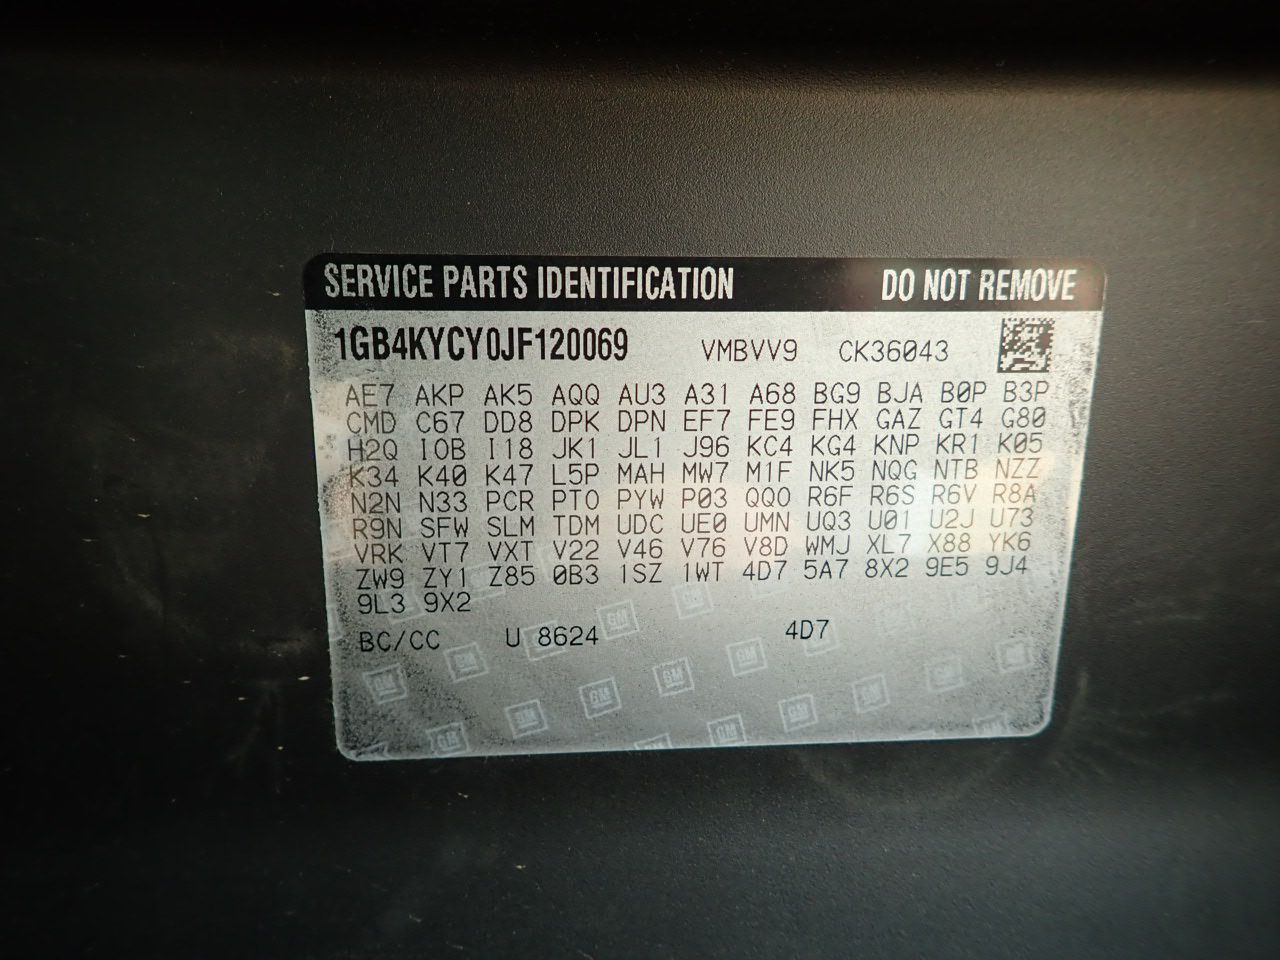 SERVICE PARTS IDENTIFICATION DO NOT REMOVE
1GB4KYCY0JF120069 VMBVV9 CK36043
AE7 AKP AK5 AQQ AU3 A31 A68 BG9 BJA B0P B3P
CMD C67 DD8 DPK DPN EF7 FE9 FHX GAZ GT4 G80
H2Q IOB I18 JK1 JL1 J96 KC4 KG4 KNP KR1 K05
K34 K40 K47 L5P MAH MW7 M1F NK5 NQG NTB NZZ
N2N N33 PCR PTO PYW P03 QQO R6F R6S R6V R8A
R9N SFW SLM TDM UDC UE0 UMN UQ3 U01 U2J U73
VRK VT7 VXT V22 V46 V76 V8D WMJ XL7 X88 YK6
ZW9 ZY1 Z85 0B3 1SZ 1WT 4D7 5A7 8X2 9E5 9J4
9L3 9X2
BC/CC U 8624 4D7